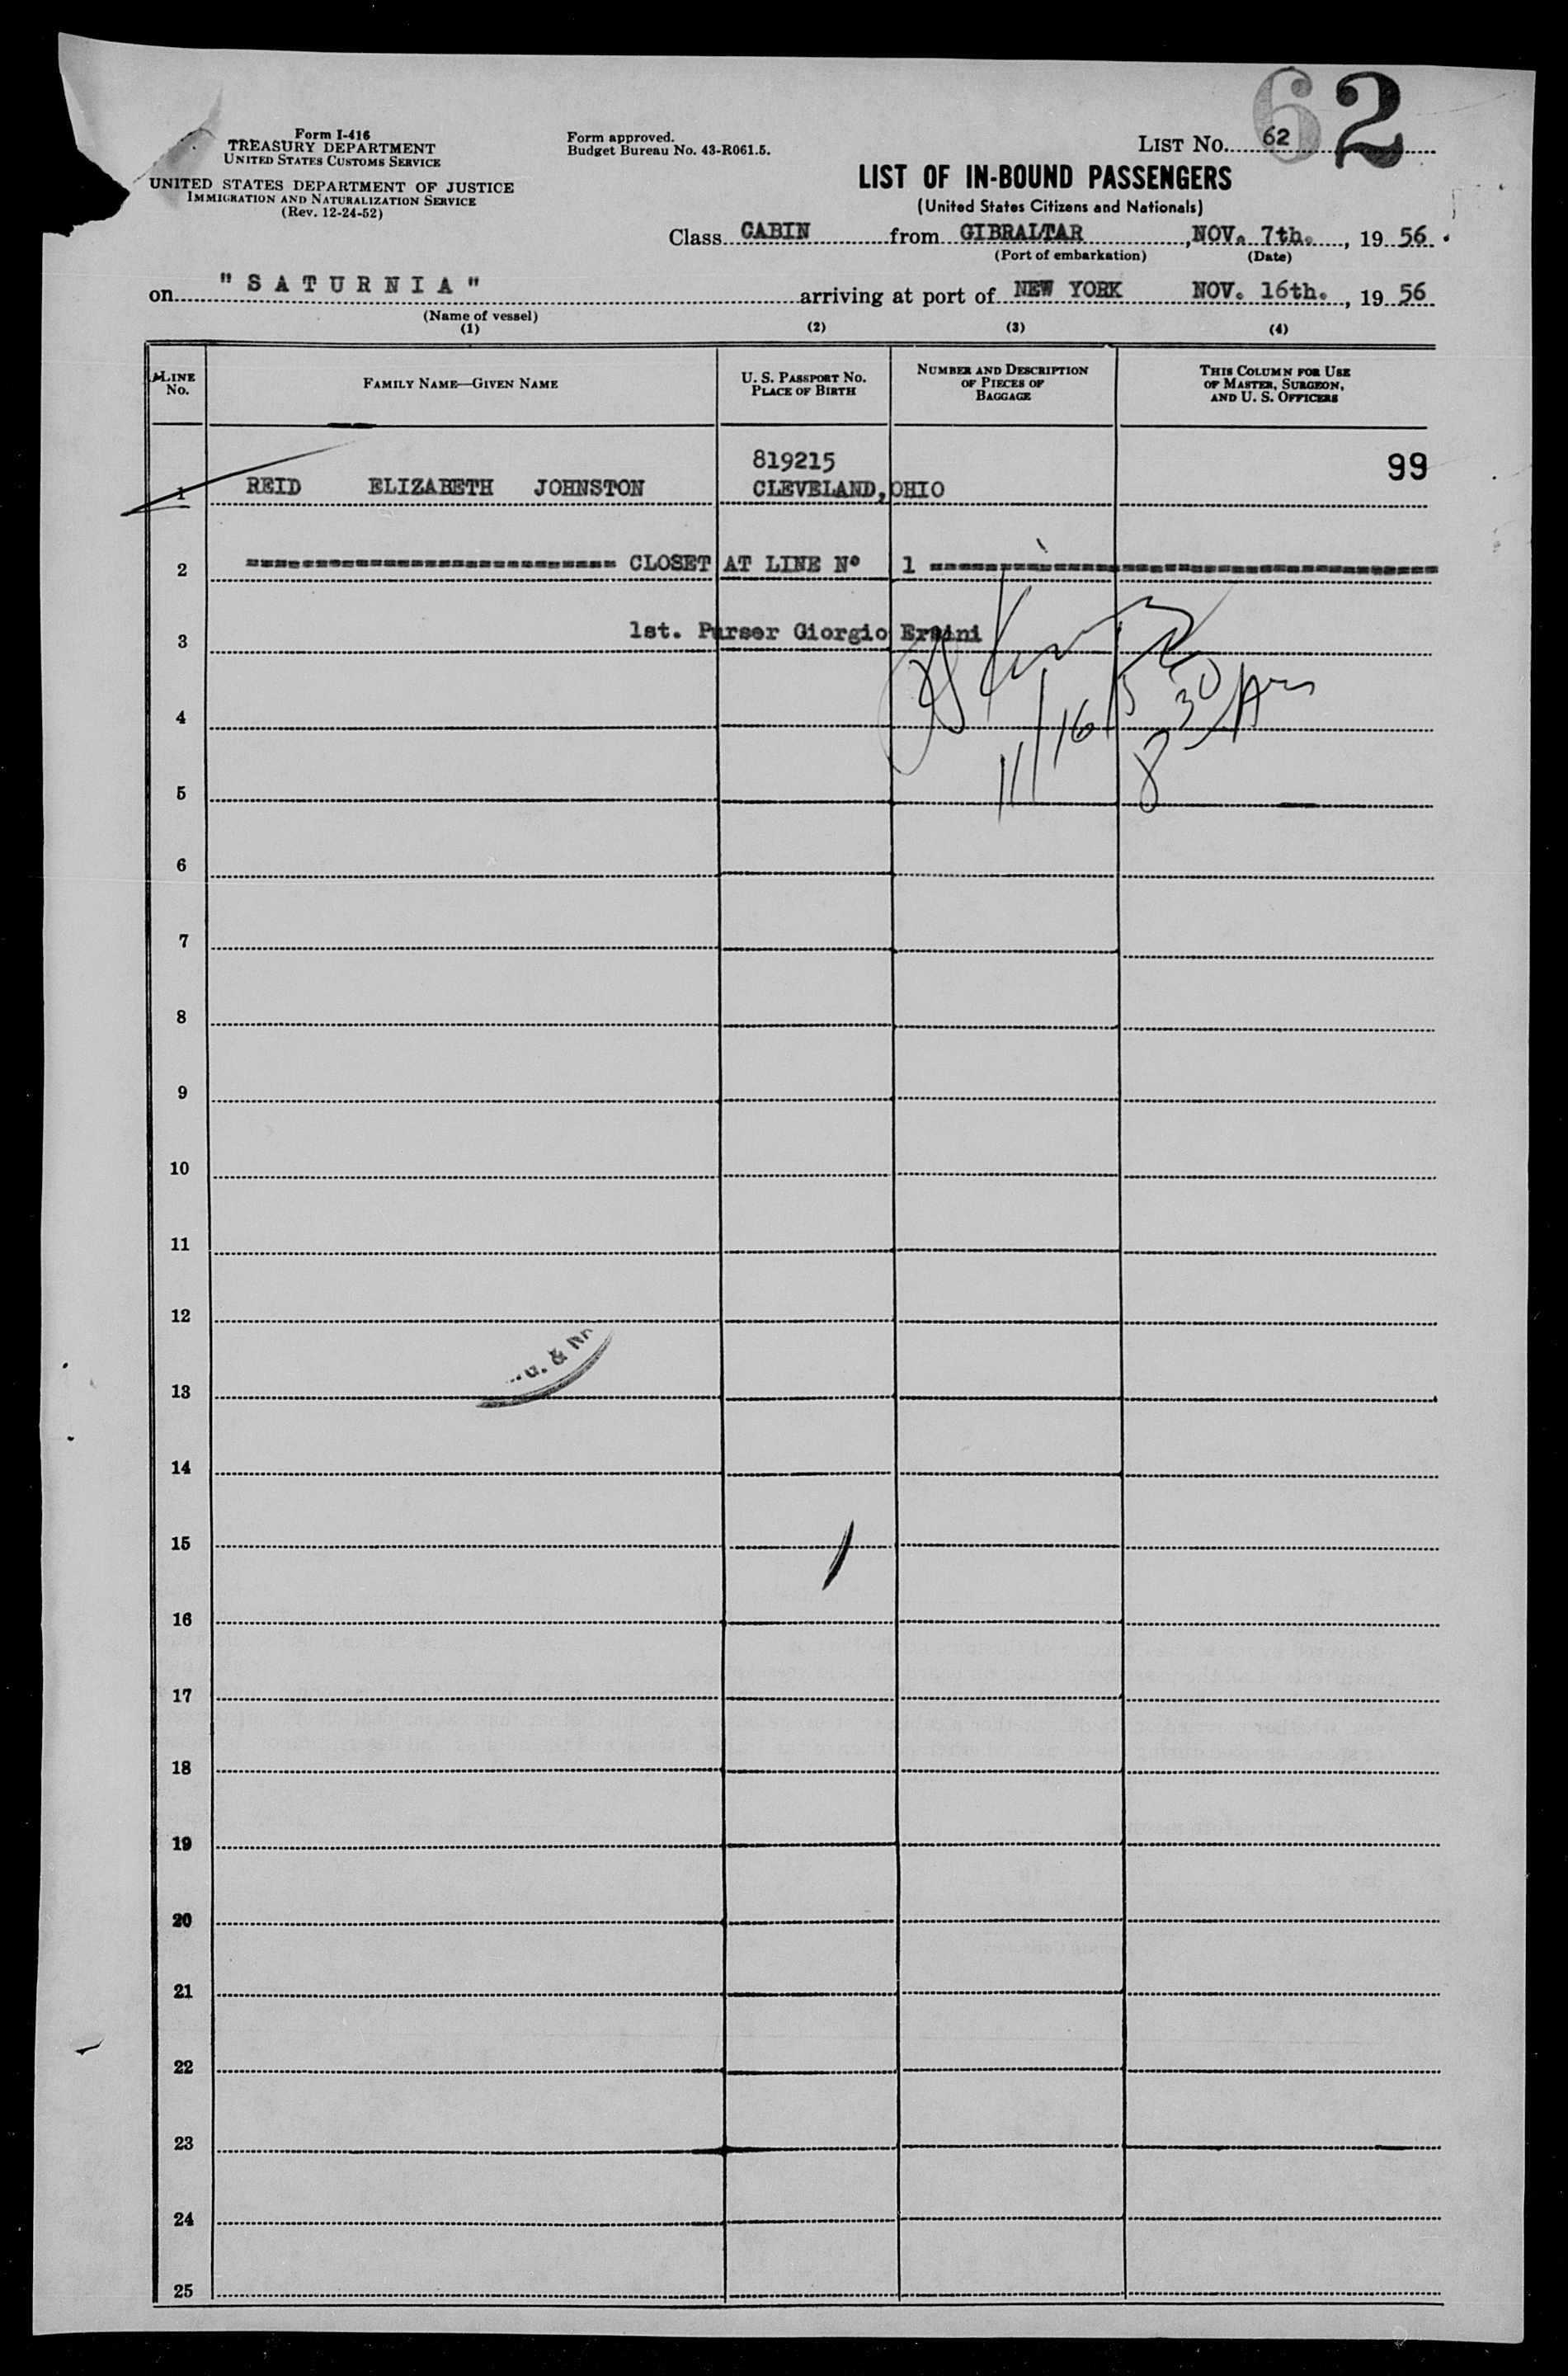 62
Form I-416
TREASURY DEPARTMENT
UNITED STATES CUSTOMS SERVICE
UNITED STATES DEPARTMENT OF JUSTICE
IMMIGRATION AND NATURALIZATION SERVICE
(Rev. 12-24-52)
Form approved.
Budget Bureau No. 43-R061.5.
LIST NO. 62
LIST OF IN-BOUND PASSENGERS
(United States Citizens and Nationals)
Class CABIN from GIBRALTAR, NOV. 7th., 19 56.
(Port of embarkation) (Date)
on "SATURNIA" arriving at port of NEW YORK NOV. 16th., 19 56
(Name of vessel)
(1) (2) (3) (4)
LINE No.
FAMILY NAME—GIVEN NAME
U. S. PASSPORT NO.
PLACE OF BIRTH
NUMBER AND DESCRIPTION
OF PIECES OF
BAGGAGE
THIS COLUMN FOR USE
OF MASTER, SURGEON,
AND U. S. OFFICERS
819215 99
1 REID ELIZABETH JOHNSTON CLEVELAND, OHIO
2 CLOSET AT LINE Nº 1
3 1st. Purser Giorgio
11/16/5 8 30 Am
4
5
6
7
8
9
10
11
12
& 
13
14
15
16
17
18
19
20
21
22
23
24
25